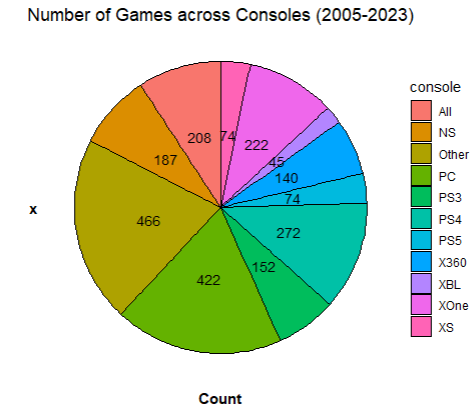 Number of Games across Consoles (2005-2023)
console
All
NS
Other
PC
PS3
PS4
PS5
X360
XBL
XOne
XS
208
74
222
45
140
74
272
152
422
466
187
x
Count